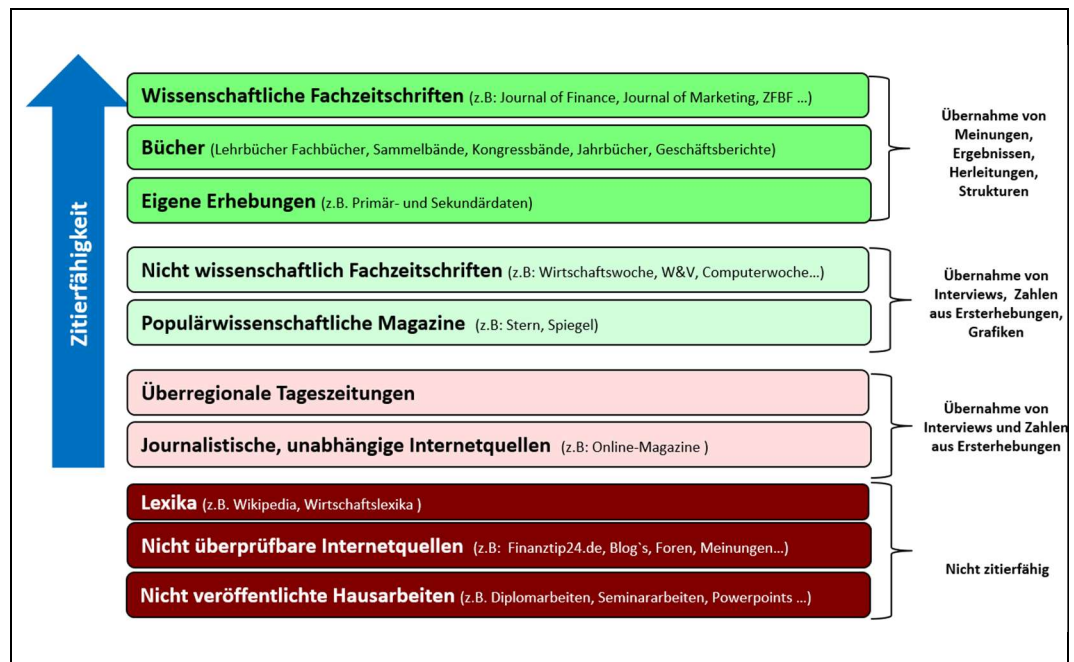 Zitierfähigkeit
Wissenschaftliche Fachzeitschriften (z.B: Journal of Finance, Journal of Marketing, ZFBF ...)
Bücher (Lehrbücher Fachbücher, Sammelbände, Kongressbände, Jahrbücher, Geschäftsberichte)
Eigene Erhebungen (z.B. Primär- und Sekundärdaten)
Übernahme von
Meinungen,
Ergebnissen,
Herleitungen,
Strukturen
Nicht wissenschaftlich Fachzeitschriften (z.B: Wirtschaftswoche, W&V, Computerwoche...)
Populärwissenschaftliche Magazine (z.B: Stern, Spiegel)
Übernahme von
Interviews, Zahlen
aus Ersterhebungen,
Grafiken
Überregionale Tageszeitungen
Journalistische, unabhängige Internetquellen (z.B: Online-Magazine )
Übernahme von
Interviews und Zahlen
aus Ersterhebungen
Lexika (z.B. Wikipedia, Wirtschaftslexika )
Nicht überprüfbare Internetquellen (z.B: Finanztip24.de, Blog`s, Foren, Meinungen...)
Nicht veröffentlichte Hausarbeiten (z.B. Diplomarbeiten, Seminararbeiten, Powerpoints ...)
Nicht zitierfähig